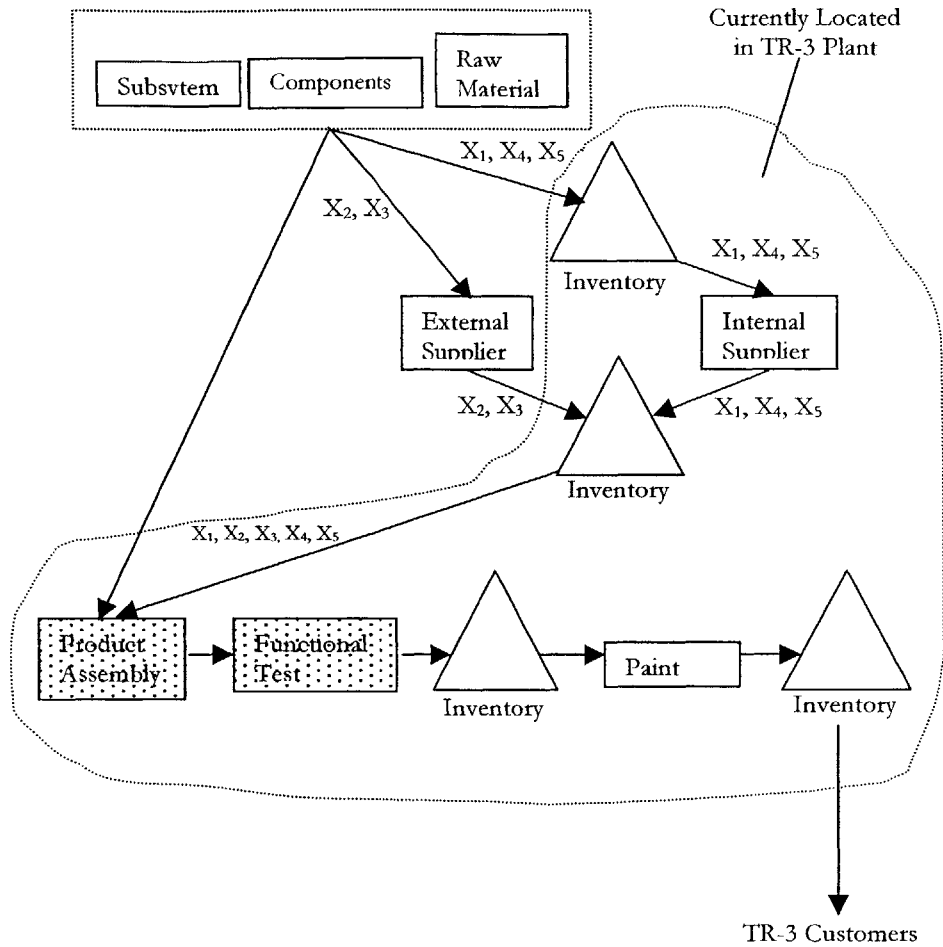 Currently Located
in TR-3 Plant
Subsvtem
Components
Raw
Material
X₁, X₄, X₅
X₂, X₃
X₁, X₄, X₅
Inventory
External
Supplier
Internal
Supplier
X₂, X₃
X₁, X₄, X₅
Inventory
X₁, X₂, X₃, X₄, X₅
Product
Assembly
Functional
Test
Inventory
Paint
Inventory
TR-3 Customers